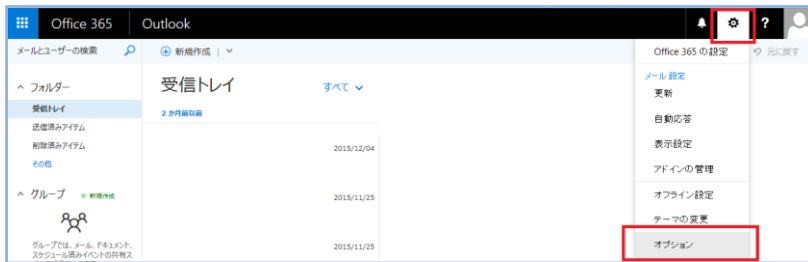 Office 365 Outlook ?
メールとユーザーの検索 新規作成 Office 365 の設定 元に戻す
フォルダー
受信トレイ
送信済みアイテム
削除済みアイテム
その他
グループ 新規作成
グループでは、メール、ドキュメント、
スケジュール済みイベントの共有ス
受信トレイ すべて
2 か月前以前
2015/12/04
2015/11/25
2015/11/25
メール 設定
更新
自動応答
表示設定
アドインの管理
オフライン設定
テーマの変更
オプション